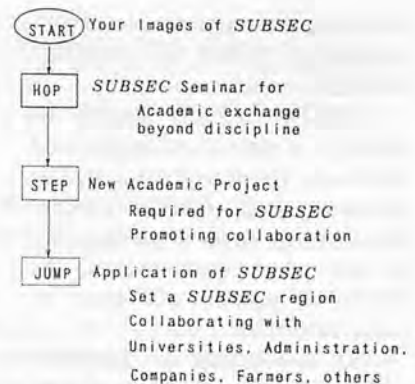 START Your Images of SUBSEC
HOP SUBSEC Seminar for
Academic exchange
beyond discipline
STEP New Academic Project
Required for SUBSEC
Promoting collaboration
JUMP Application of SUBSEC
Set a SUBSEC region
Collaborating with
Universities, Administration,
Companies, Farmers, others